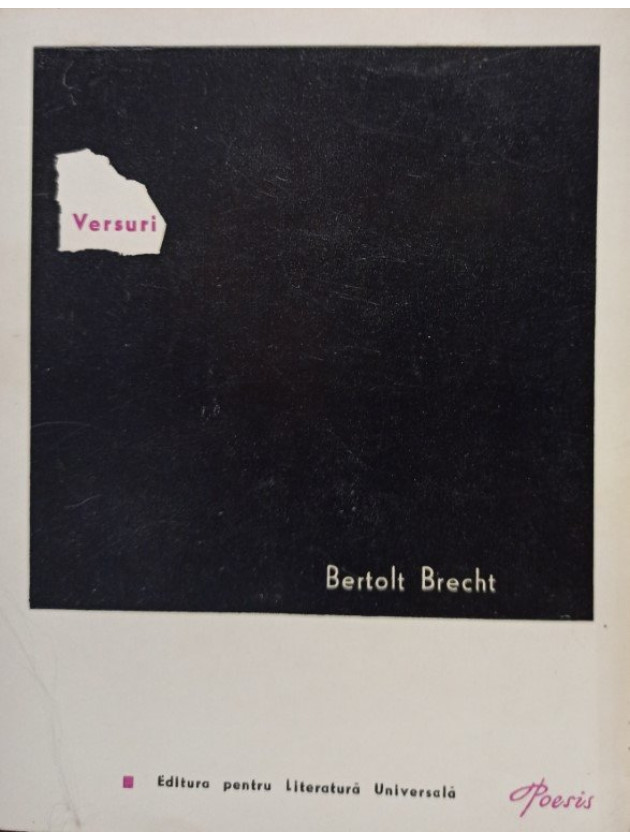 Versuri
Bertolt Brecht
Editura pentru Literatură Universală
Poesis